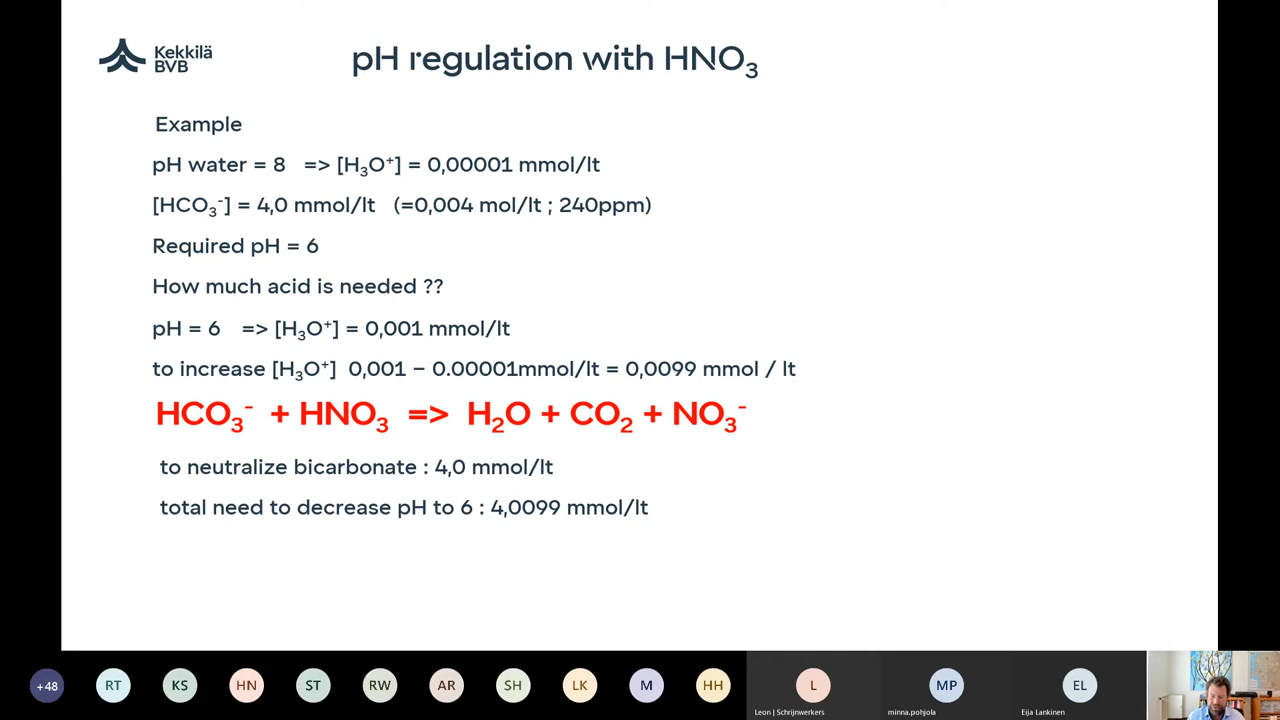 Kekkilä
BVB
pH regulation with HNO₃
Example
pH water = 8 => [H₃O⁺] = 0,00001 mmol/lt
[HCO₃⁻] = 4,0 mmol/lt (=0,004 mol/lt ; 240ppm)
Required pH = 6
How much acid is needed ??
pH = 6 => [H₃O⁺] = 0,001 mmol/lt
to increase [H₃O⁺] 0,001 – 0.00001mmol/lt = 0,0099 mmol / lt
HCO₃⁻ + HNO₃ => H₂O + CO₂ + NO₃⁻
to neutralize bicarbonate : 4,0 mmol/lt
total need to decrease pH to 6 : 4,0099 mmol/lt
+48 RT KS HN ST RW AR SH LK M HH L MP EL
Leon | Schrijnwerkers minna.pohjola Eija Lankinen